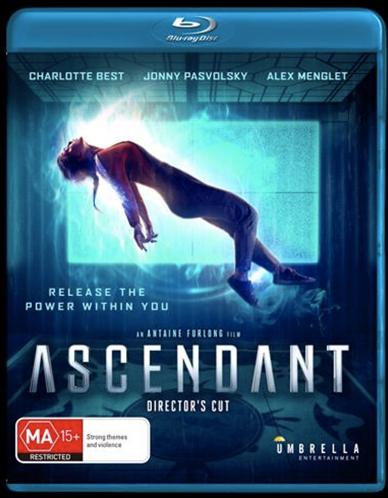 Blu-ray Disc
CHARLOTTE BEST JONNY PASVOLSKY ALEX MENGLET
RELEASE THE
POWER WITHIN YOU
AN ANTAINE FURLONG FILM
ASCENDANT
DIRECTOR'S CUT
MA 15+
Strong themes
and violence
RESTRICTED
UMBRELLA
ENTERTAINMENT